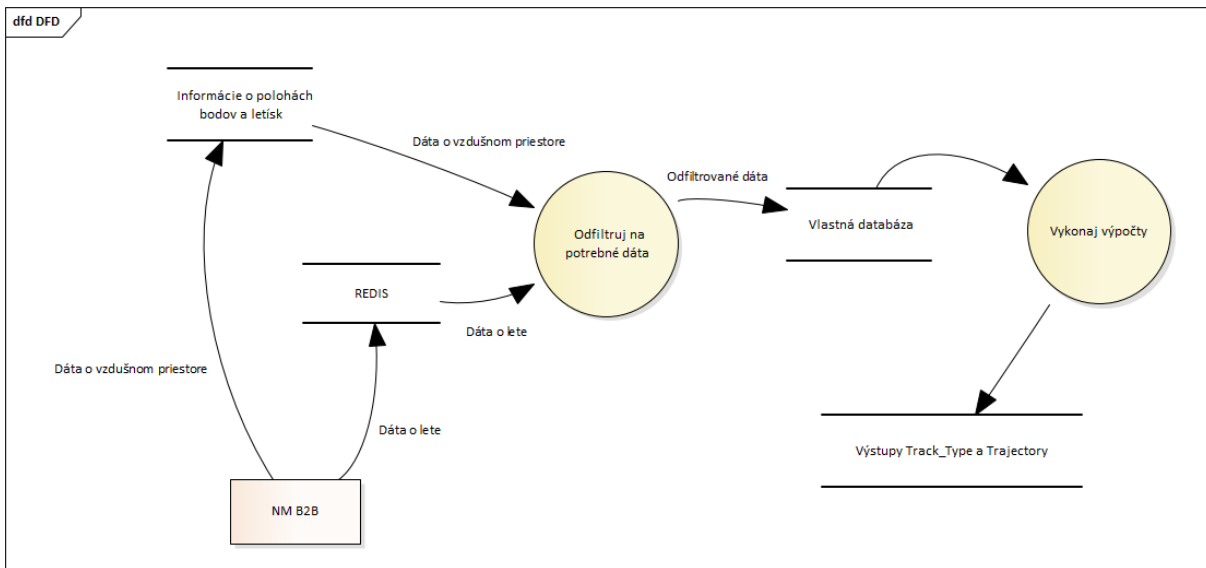 dfd DFD
Informácie o polohách
bodov a letísk
Dáta o vzdušnom priestore
Odfiltrované dáta
Vlastná databáza
Vykonaj výpočty
Odfiltruj na
potrebné dáta
REDIS
Dáta o lete
Dáta o vzdušnom priestore
Dáta o lete
Výstupy Track_Type a Trajectory
NM B2B